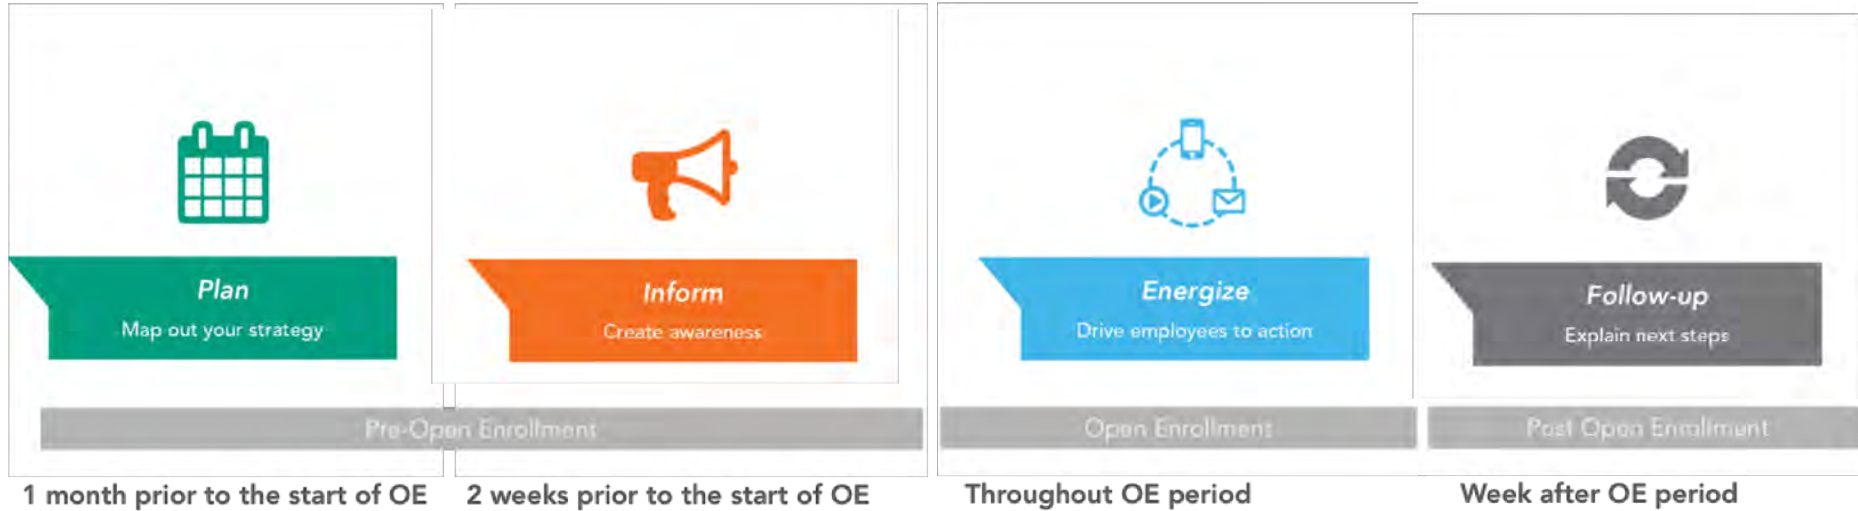 Plan
Map out your strategy
Inform
Create awareness
Energize
Drive employees to action
Follow-up
Explain next steps
Pre-Open Enrollment
Open Enrollment
Post Open Enrollment
1 month prior to the start of OE
2 weeks prior to the start of OE
Throughout OE period
Week after OE period